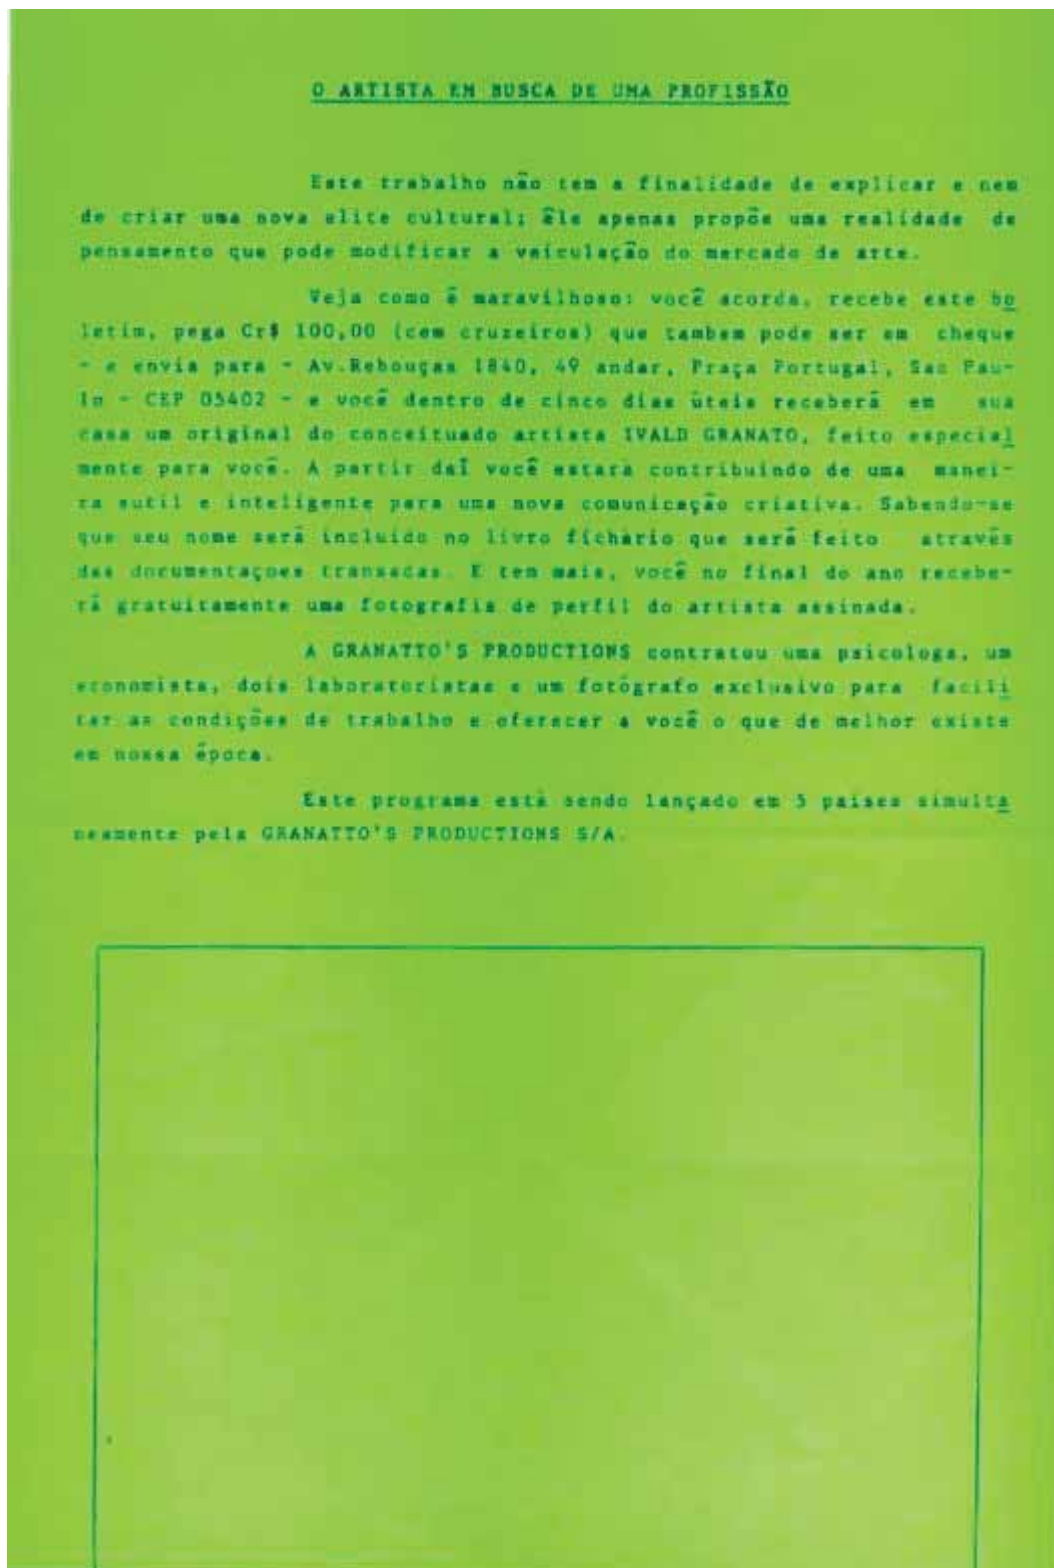 O ARTISTA EM BUSCA DE UMA PROFISSÃO
Este trabalho não tem a finalidade de explicar e nem
de criar uma nova elite cultural; êle apenas propõe uma realidade de
pensamento que pode modificar a veiculação do mercado de arte.
Veja como é maravilhoso: você acorda, recebe este bo
letim, pega Cr$ 100,00 (cem cruzeiros) que tambem pode ser em cheque
- e envia para - Av.Rebouças 1840, 4º andar, Praça Portugal, Sao Pau-
lo - CEP 05402 - e você dentro de cinco dias úteis receberá em sua
casa um original do conceituado artista IVALD GRANATO, feito especial
mente para você. A partir daí você estará contribuindo de uma manei-
ra sutil e inteligente para uma nova comunicação criativa. Sabendo-se
que seu nome será incluído no livro fichário que será feito através
das documentaçoes transadas. E tem mais, você no final do ano recebe-
rá gratuitamente uma fotografia de perfil do artista assinada.
A GRANATTO'S PRODUCTIONS contratou uma psicologa, um
economista, dois laboratoristas e um fotógrafo exclusivo para facili
tar as condições de trabalho e oferecer a você o que de melhor existe
em nossa época.
Este programa está sendo lançado em 5 países simulta
neamente pela GRANATTO'S PRODUCTIONS S/A.